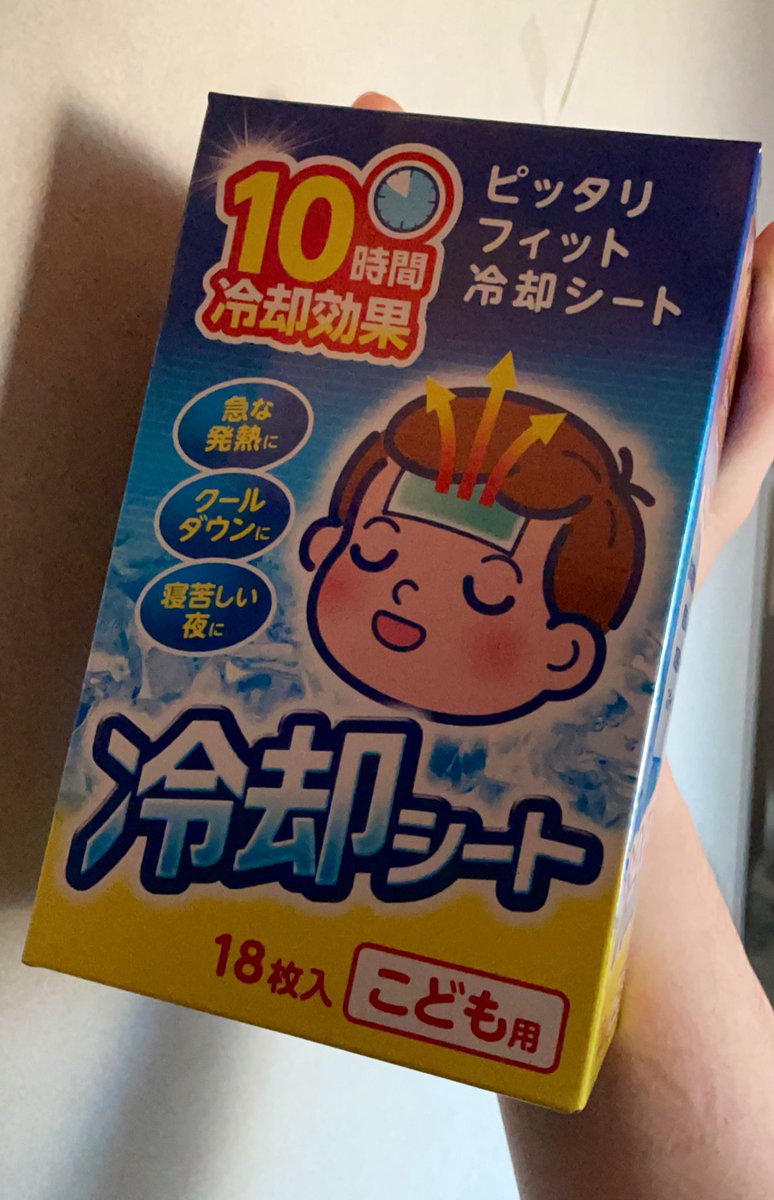 10時間
冷却効果
ピッタリ
フィット
冷却シート
急な
発熱に
クール
ダウンに
寝苦しい
夜に
冷却シート
18枚入
こども用